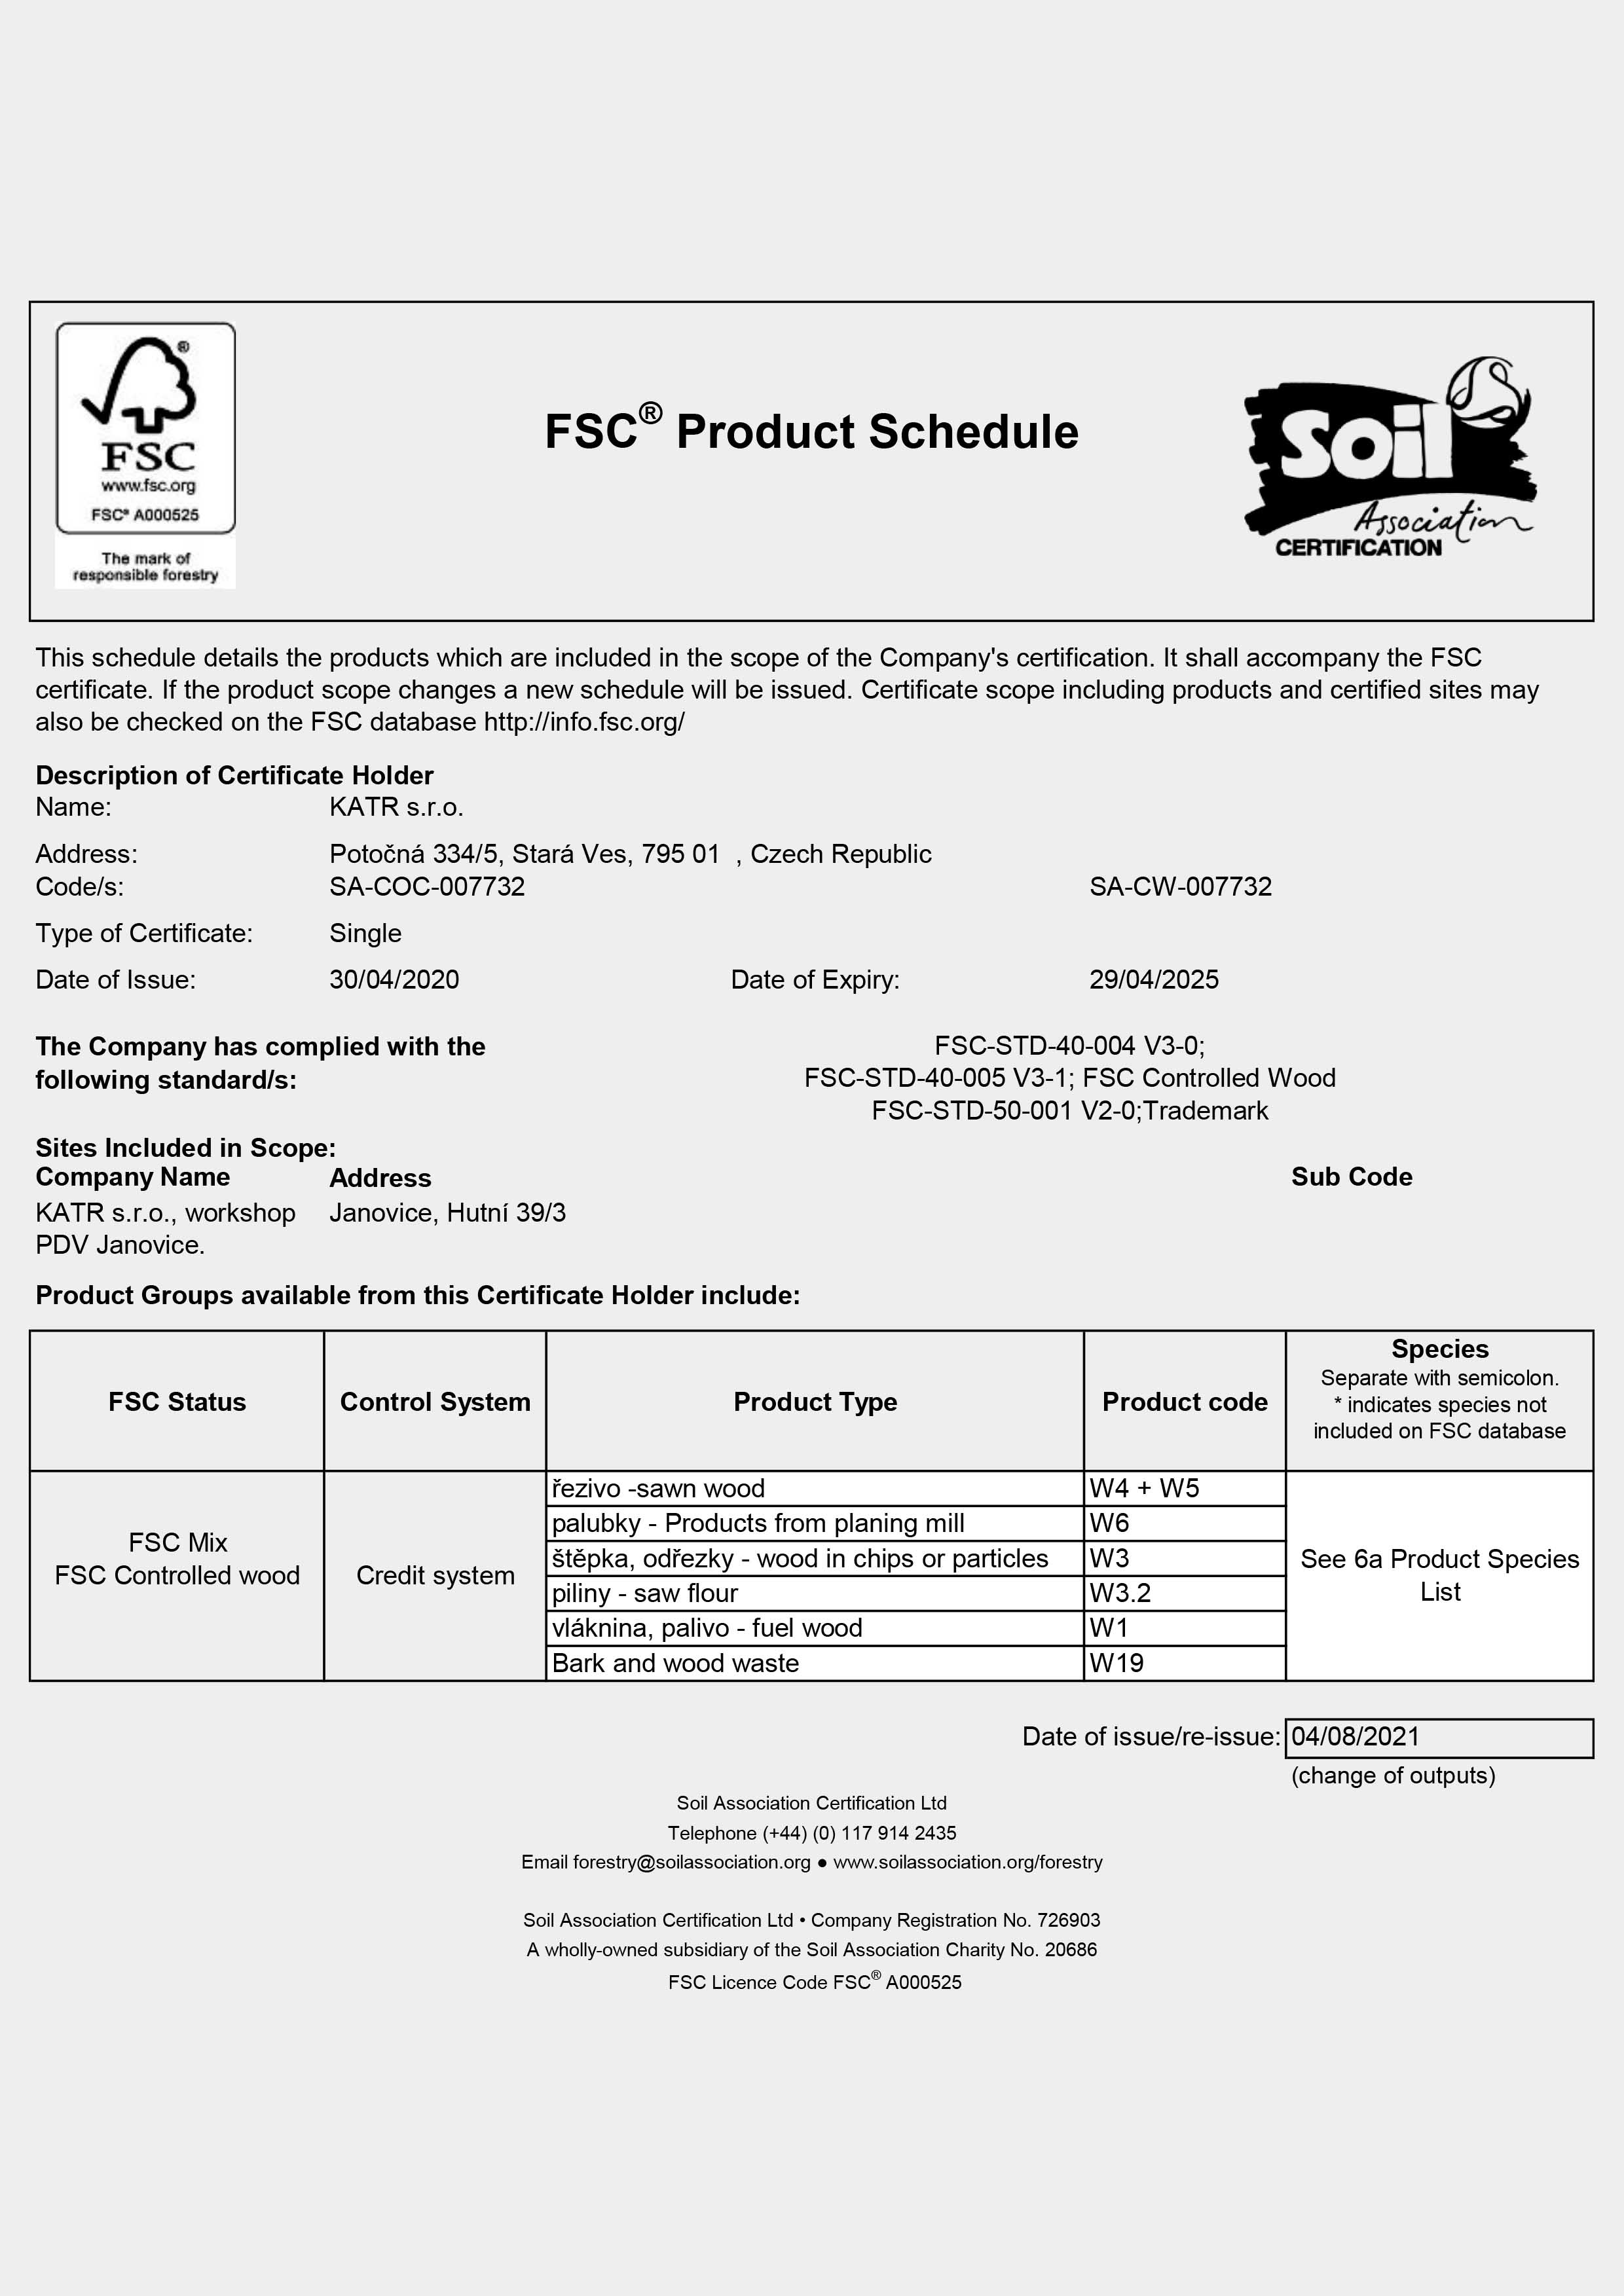 FSC
www.fsc.org
FSC® A000525
The mark of
responsible forestry
FSC® Product Schedule
Soil
Association
CERTIFICATION
This schedule details the products which are included in the scope of the Company's certification. It shall accompany the FSC
certificate. If the product scope changes a new schedule will be issued. Certificate scope including products and certified sites may
also be checked on the FSC database http://info.fsc.org/
Description of Certificate Holder
Name: KATR s.r.o.
Address: Potočná 334/5, Stará Ves, 795 01 , Czech Republic
Code/s: SA-COC-007732 SA-CW-007732
Type of Certificate: Single
Date of Issue: 30/04/2020 Date of Expiry: 29/04/2025
The Company has complied with the
following standard/s:
FSC-STD-40-004 V3-0;
FSC-STD-40-005 V3-1; FSC Controlled Wood
FSC-STD-50-001 V2-0;Trademark
Sites Included in Scope:
Company Name Address Sub Code
KATR s.r.o., workshop Janovice, Hutní 39/3
PDV Janovice.
Product Groups available from this Certificate Holder include:
FSC Status Control System Product Type Product code
Species
Separate with semicolon.
* indicates species not
included on FSC database
FSC Mix
FSC Controlled wood
Credit system
řezivo -sawn wood W4 + W5
palubky - Products from planing mill W6
štěpka, odřezky - wood in chips or particles W3
piliny - saw flour W3.2
vláknina, palivo - fuel wood W1
Bark and wood waste W19
See 6a Product Species
List
Date of issue/re-issue: 04/08/2021
(change of outputs)
Soil Association Certification Ltd
Telephone (+44) (0) 117 914 2435
Email forestry@soilassociation.org ● www.soilassociation.org/forestry
Soil Association Certification Ltd • Company Registration No. 726903
A wholly-owned subsidiary of the Soil Association Charity No. 20686
FSC Licence Code FSC® A000525